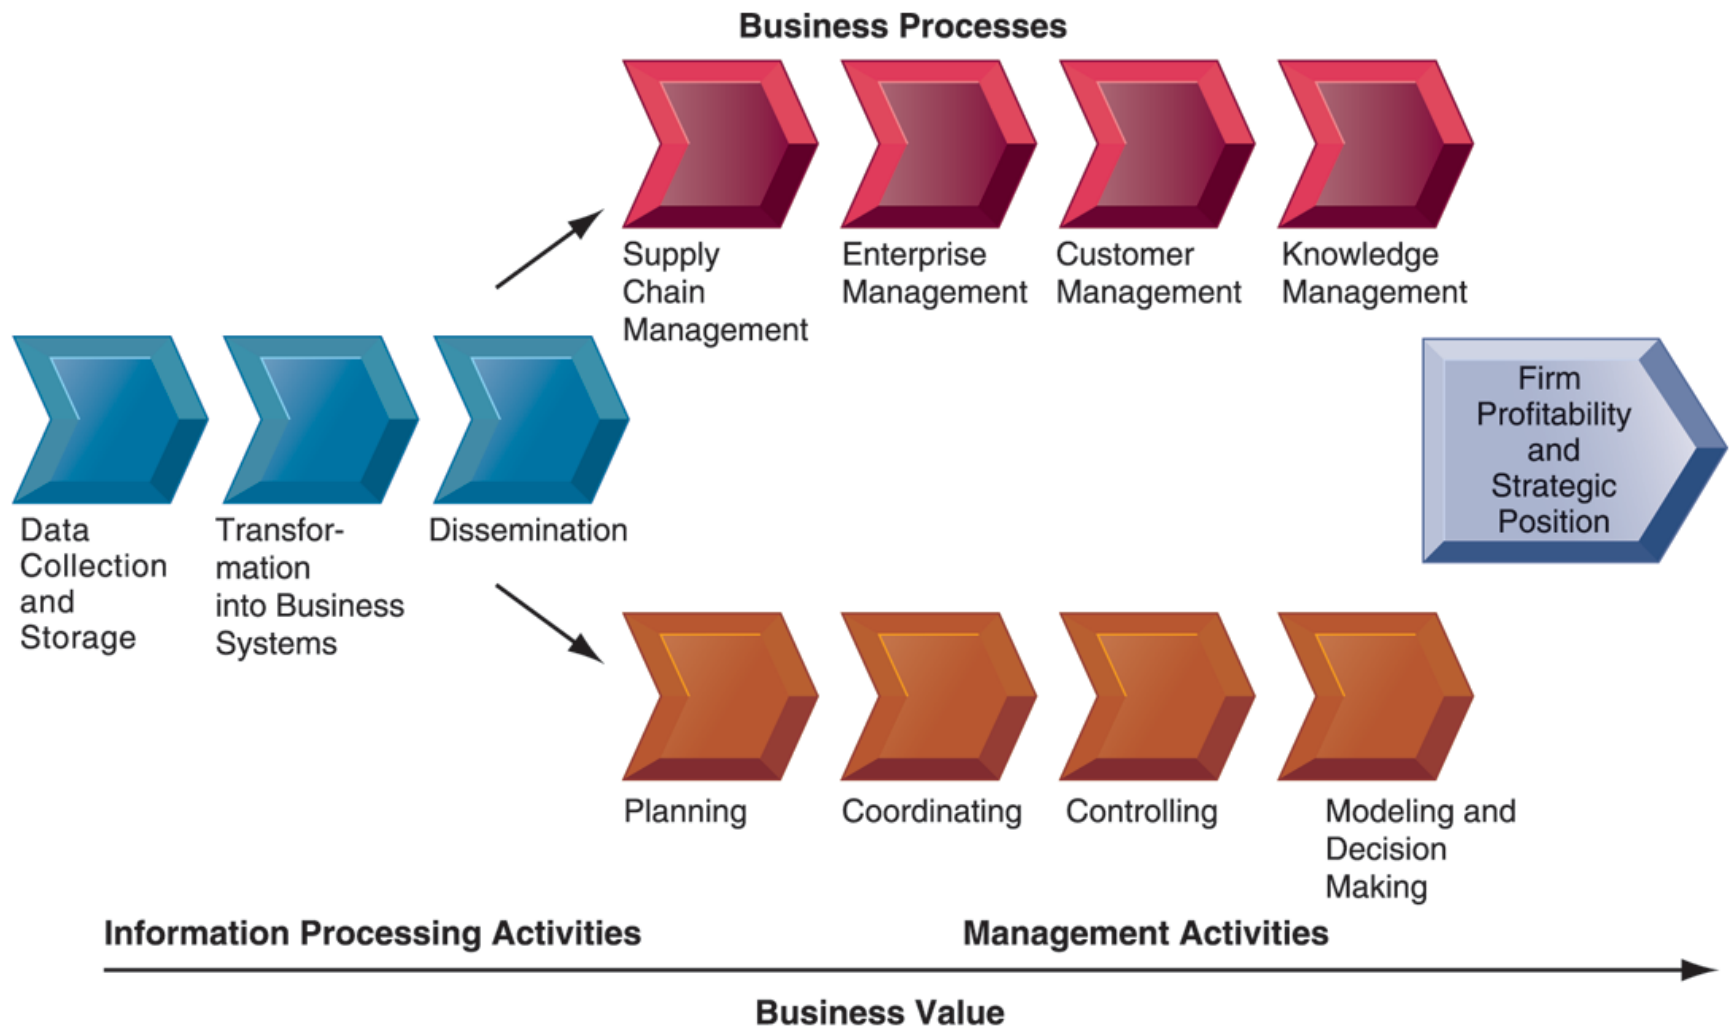 Business Processes
Supply
Chain
Management
Enterprise
Management
Customer
Management
Knowledge
Management
Data
Collection
and
Storage
Transfor-
mation
into Business
Systems
Dissemination
Firm
Profitability
and
Strategic
Position
Planning
Coordinating
Controlling
Modeling and
Decision
Making
Information Processing Activities
Management Activities
Business Value